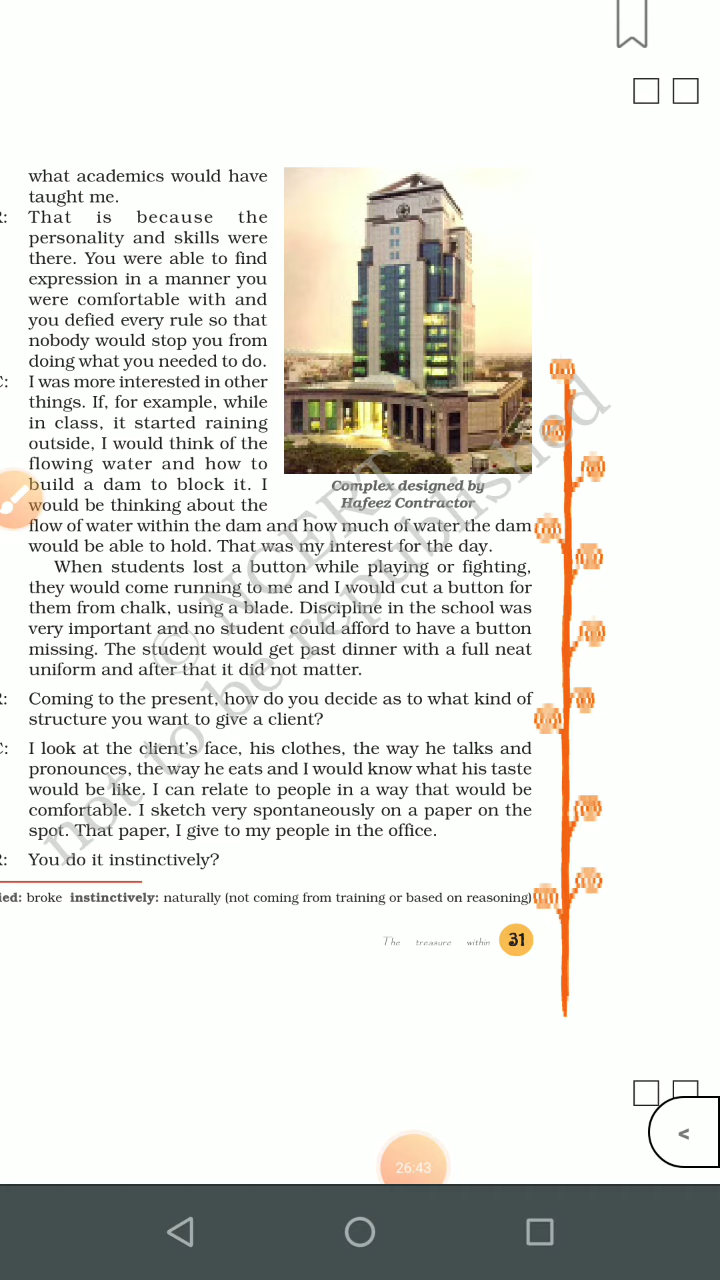 what academics would have
taught me.
R: That is because the
personality and skills were
there. You were able to find
expression in a manner you
were comfortable with and
you defied every rule so that
nobody would stop you from
doing what you needed to do.
C: I was more interested in other
things. If, for example, while
in class, it started raining
outside, I would think of the
flowing water and how to
build a dam to block it. I
would be thinking about the
Complex designed by
Hafeez Contractor
flow of water within the dam and how much of water the dam
would be able to hold. That was my interest for the day.
When students lost a button while playing or fighting,
they would come running to me and I would cut a button for
them from chalk, using a blade. Discipline in the school was
very important and no student could afford to have a button
missing. The student would get past dinner with a full neat
uniform and after that it did not matter.
R: Coming to the present, how do you decide as to what kind of
structure you want to give a client?
C: I look at the client's face, his clothes, the way he talks and
pronounces, the way he eats and I would know what his taste
would be like. I can relate to people in a way that would be
comfortable. I sketch very spontaneously on a paper on the
spot. That paper, I give to my people in the office.
R: You do it instinctively?
ied: broke instinctively: naturally (not coming from training or based on reasoning)
The treasure within 31
© NCERT
not to be republished
<
26:43